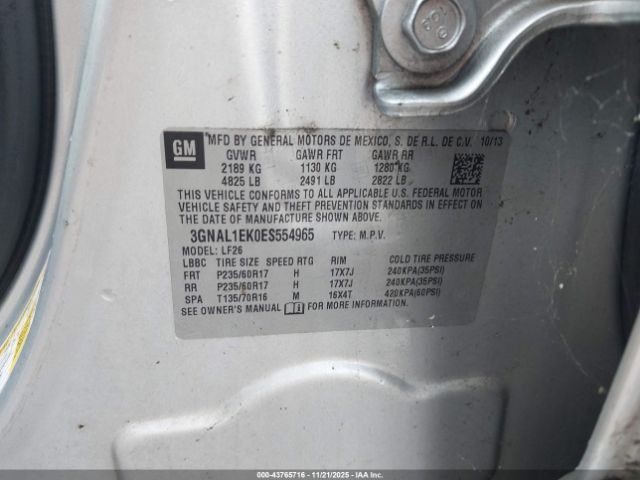 GM
MFD BY GENERAL MOTORS DE MEXICO, S. DE R.L. DE C.V. 10/13
GVWR GAWR FRT GAWR RR
2189 KG 1130 KG 1280 KG
4825 LB 2491 LB 2822 LB
THIS VEHICLE CONFORMS TO ALL APPLICABLE U.S. FEDERAL MOTOR
VEHICLE SAFETY AND THEFT PREVENTION STANDARDS IN EFFECT ON
THE DATE OF MANUFACTURE SHOWN ABOVE.
3GNAL1EK0ES554965 TYPE: M.P.V.
MODEL: LF26
LBBC TIRE SIZE SPEED RTG RIM COLD TIRE PRESSURE
FRT P235/60R17 H 17X7J 240KPA(35PSI)
RR P235/60R17 H 17X7J 240KPA(35PSI)
SPA T135/70R16 M 16X4T 420KPA(60PSI)
SEE OWNER'S MANUAL FOR MORE INFORMATION.
00-43765716 - 11/21/2025 - IAAI.com